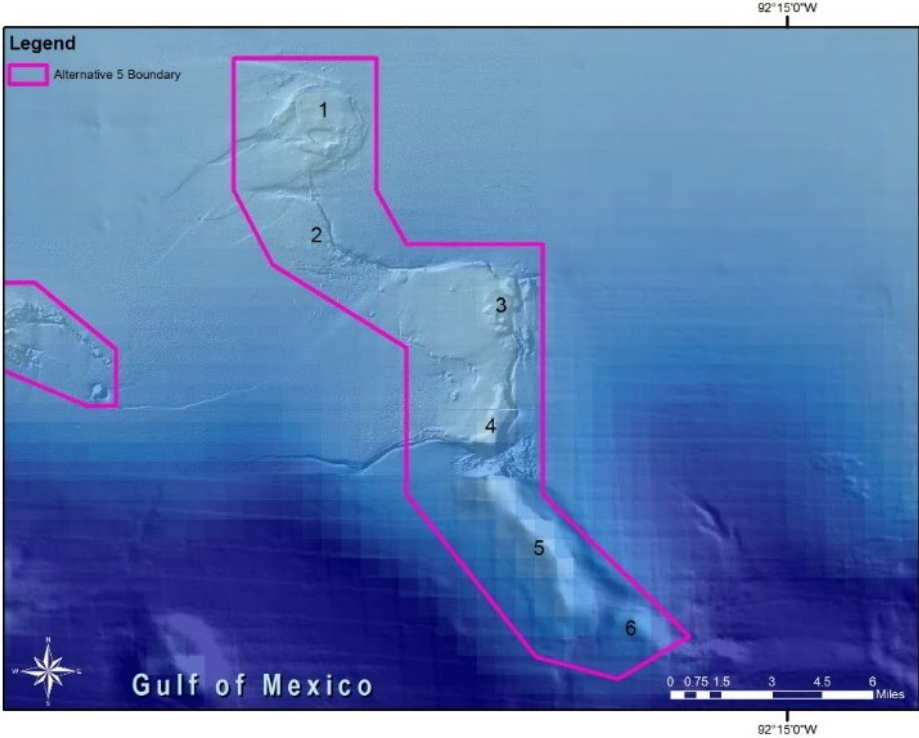 92°15'0"W
Legend
Alternative 5 Boundary
1
2
3
4
5
6
N
W E
S
Gulf of Mexico
0 0.75 1.5 3 4.5 6
Miles
92°15'0"W